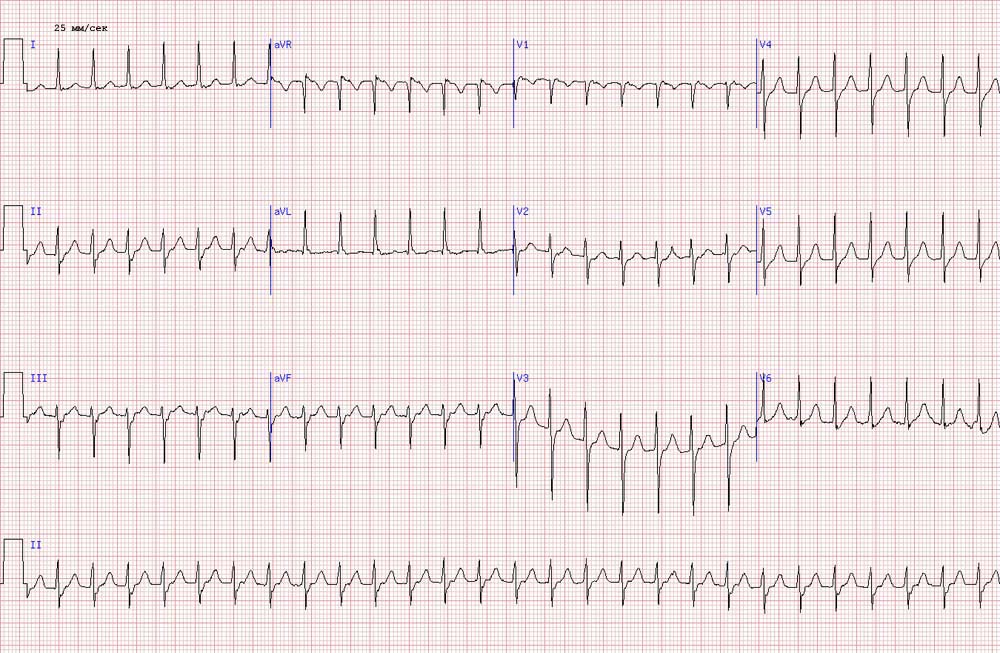 25 мм/сек
I aVR V1 V4
II aVL V2 V5
III aVF V3 V6
II